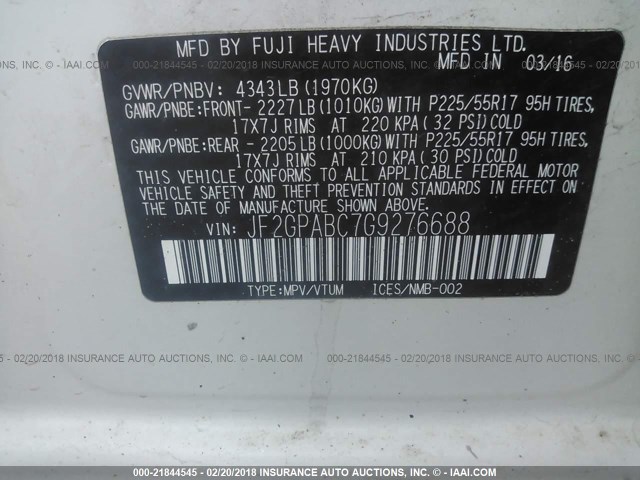 MFD BY FUJI HEAVY INDUSTRIES LTD.
MFD IN 03/16
GVWR/PNBV: 4343LB (1970KG)
GAWR/PNBE:FRONT- 2227LB (1010KG) WITH P225/55R17 95H TIRES,
17X7J RIMS AT 220 KPA ( 32 PSI) COLD
GAWR/PNBE:REAR - 2205LB (1000KG) WITH P225/55R17 95H TIRES,
17X7J RIMS AT 210 KPA ( 30 PSI) COLD
THIS VEHICLE CONFORMS TO ALL APPLICABLE FEDERAL MOTOR
VEHICLE SAFETY AND THEFT PREVENTION STANDARDS IN EFFECT ON
THE DATE OF MANUFACTURE SHOWN ABOVE.
VIN: JF2GPABC7G9276688
TYPE:MPV/VTUM ICES/NMB-002
000-21844545 - 02/20/2018 INSURANCE AUTO AUCTIONS, INC. - © IAAI.COM